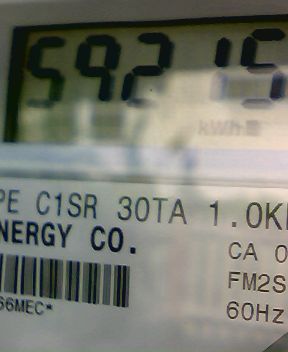 59215
kWh
PE C1SR 30TA 1.0K
NERGY CO.
CA 0
FM2S
66MEC*
60Hz